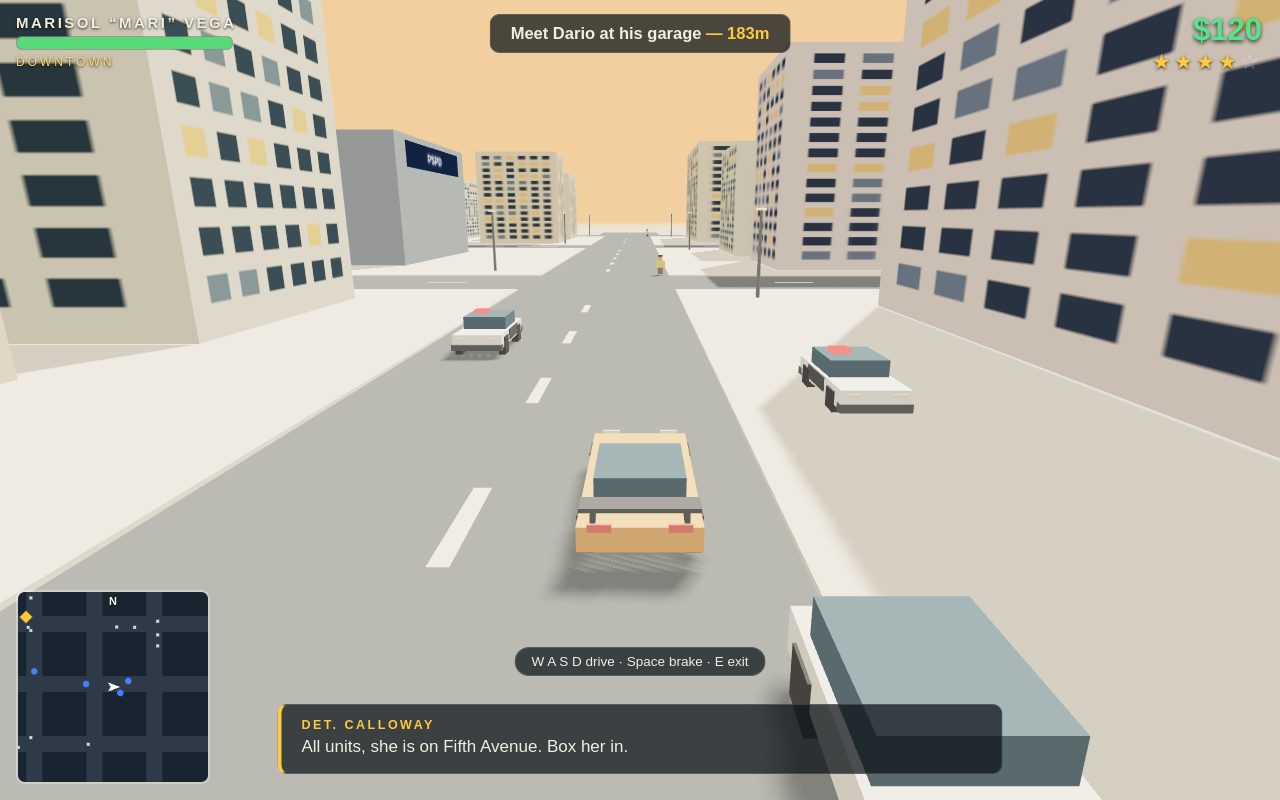 MARISOL “MARI” VEGA
DOWNTOWN
Meet Dario at his garage — 183m
$120
PSPD
N
W A S D drive · Space brake · E exit
DET. CALLOWAY
All units, she is on Fifth Avenue. Box her in.